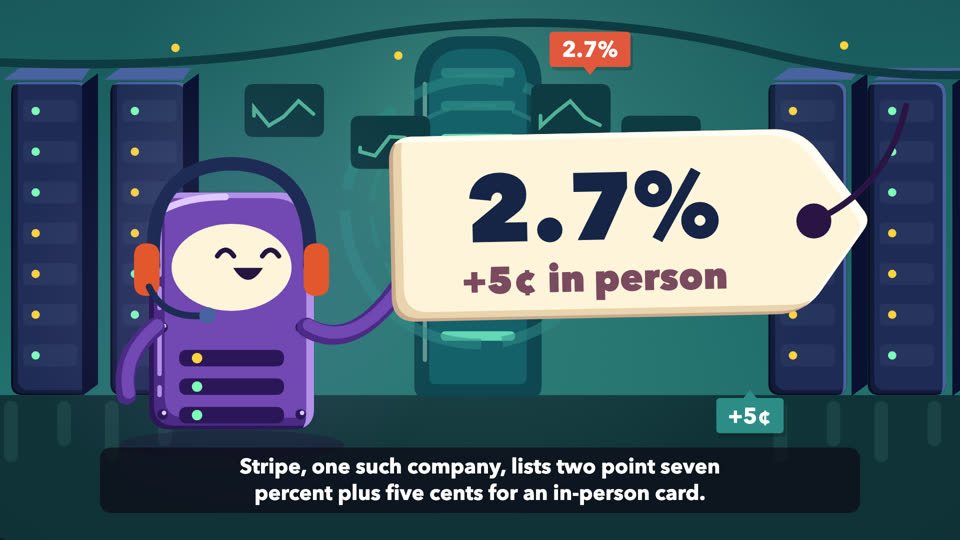 2.7%
2.7%
+5¢ in person
+5¢
Stripe, one such company, lists two point seven
percent plus five cents for an in-person card.